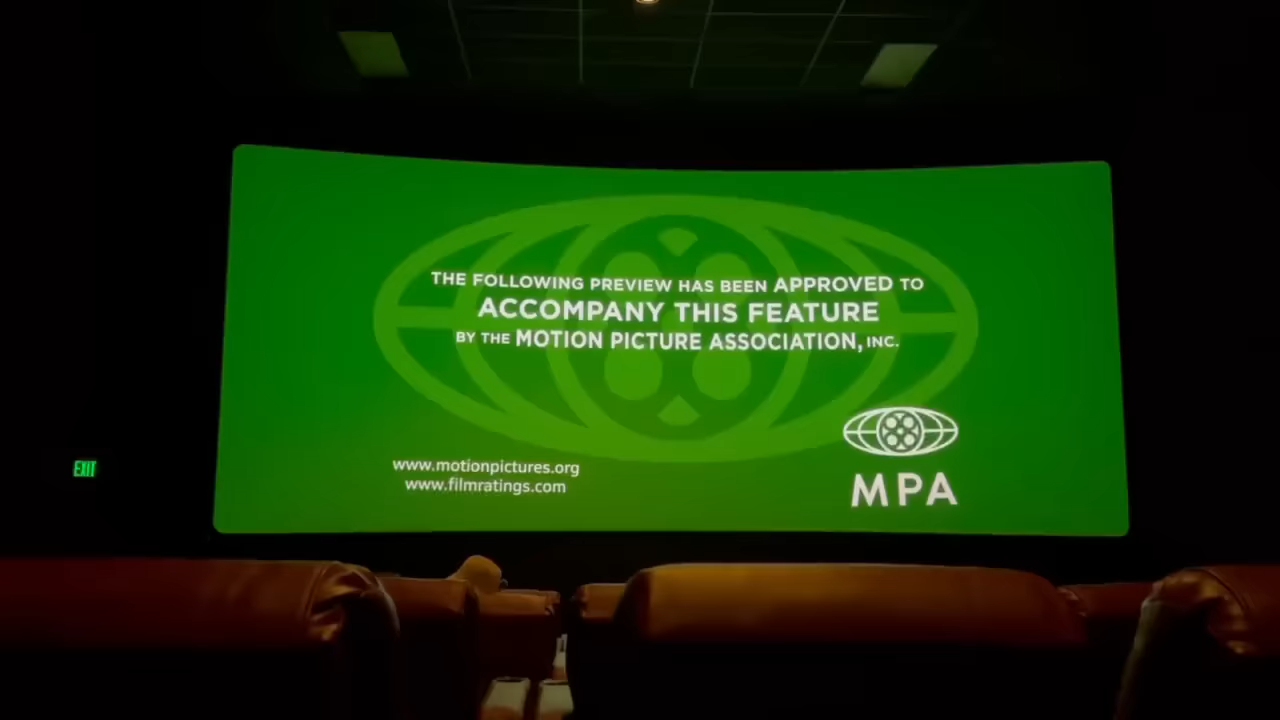 THE FOLLOWING PREVIEW HAS BEEN APPROVED TO
ACCOMPANY THIS FEATURE
BY THE MOTION PICTURE ASSOCIATION, INC.
www.motionpictures.org
www.filmratings.com
MPA
EXIT